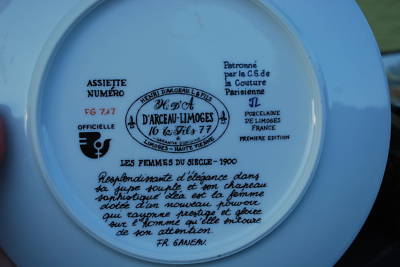 ASSIETTE
NUMÉRO
FG 717
OFFICIELLE
HENRI D'ARCEAU L & FILS
H D'A
D'ARCEAU-LIMOGES
16 & Fils 77
LIMOGES - HAUTE VIENNE
Patronné
par la C.S. de
la Couture
Parisienne
PORCELAINE
DE LIMOGES
FRANCE
PREMIÈRE EDITION
LES FEMMES DU SIECLE - 1900
Resplendissante d'élégance dans
sa jupe souple et son chapeau
sophistiqué Léa est la femme
dotée d'un nouveau pouvoir
qui rayonne prestige et gloire
sur l'homme qu'elle entoure
de son attention.
FR. GANEAU.